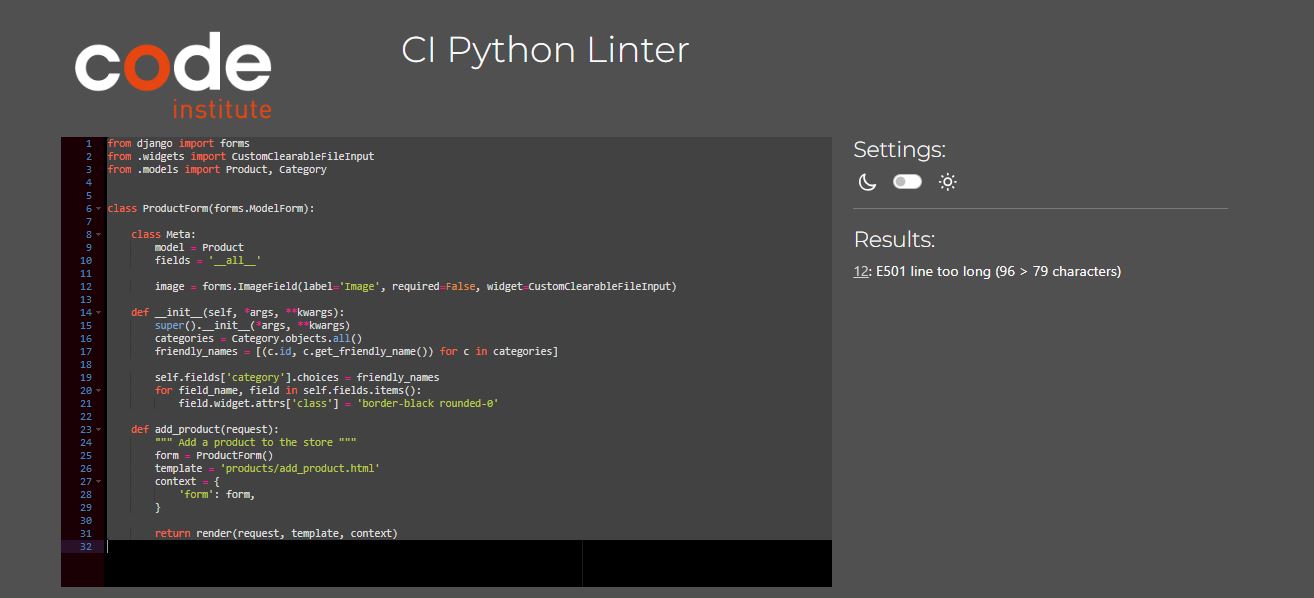 code
institute
CI Python Linter
1 from django import forms
2 from .widgets import CustomClearableFileInput
3 from .models import Product, Category
4
5
6 class ProductForm(forms.ModelForm):
7
8     class Meta:
9         model = Product
10         fields = '__all__'
11
12         image = forms.ImageField(label='Image', required=False, widget=CustomClearableFileInput)
13
14     def __init__(self, *args, **kwargs):
15         super().__init__(*args, **kwargs)
16         categories = Category.objects.all()
17         friendly_names = [(c.id, c.get_friendly_name()) for c in categories]
18
19         self.fields['category'].choices = friendly_names
20         for field_name, field in self.fields.items():
21             field.widget.attrs['class'] = 'border-black rounded-0'
22
23     def add_product(request):
24         """ Add a product to the store """
25         form = ProductForm()
26         template = 'products/add_product.html'
27         context = {
28             'form': form,
29         }
30
31         return render(request, template, context)
32
Settings:
Results:
12: E501 line too long (96 > 79 characters)